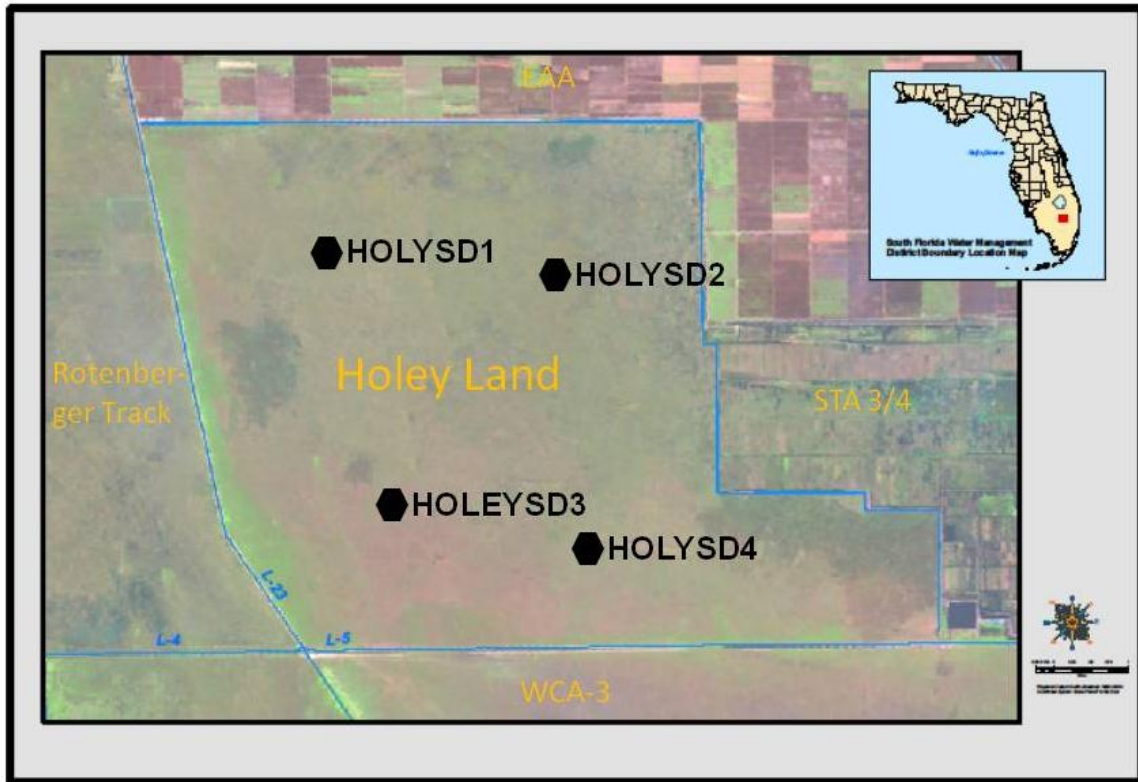 EAA
HOLYSD1
HOLYSD2
Holey Land
Rotenber-
ger Track
STA 3/4
HOLEYSD3
HOLYSD4
L-23
L-4
L-5
WCA-3
South Florida Water Management
District Boundary Location Map